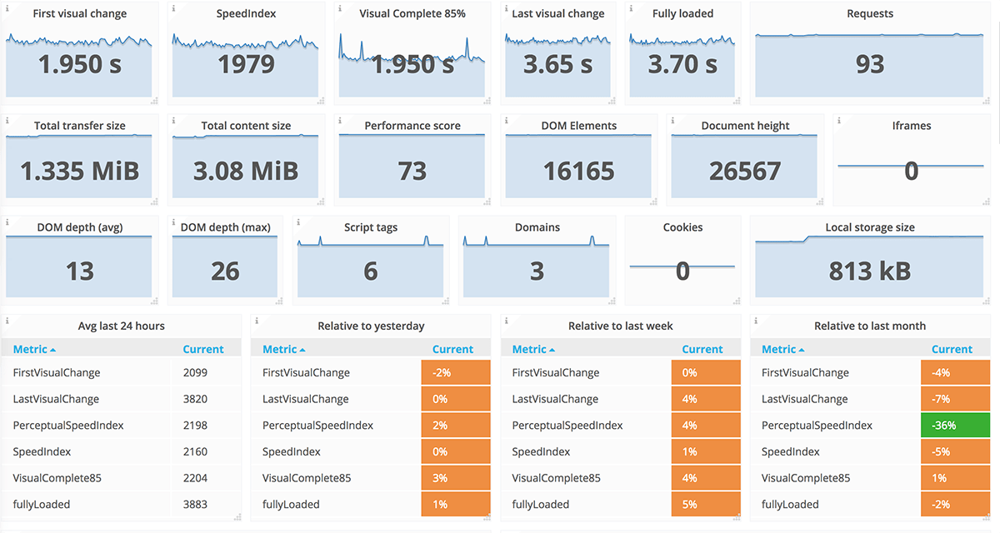 First visual change SpeedIndex Visual Complete 85% Last visual change Fully loaded Requests
1.950 s 1979 1.950 s 3.65 s 3.70 s 93
Total transfer size Total content size Performance score DOM Elements Document height Iframes
1.335 MiB 3.08 MiB 73 16165 26567 0
DOM depth (avg) DOM depth (max) Script tags Domains Cookies Local storage size
13 26 6 3 0 813 kB
Avg last 24 hours Relative to yesterday Relative to last week Relative to last month
Metric Current Metric Current Metric Current Metric Current
FirstVisualChange 2099 FirstVisualChange -2% FirstVisualChange 0% FirstVisualChange -4%
LastVisualChange 3820 LastVisualChange 0% LastVisualChange 4% LastVisualChange -7%
PerceptualSpeedIndex 2198 PerceptualSpeedIndex 2% PerceptualSpeedIndex 4% PerceptualSpeedIndex -36%
SpeedIndex 2160 SpeedIndex 0% SpeedIndex 1% SpeedIndex -5%
VisualComplete85 2204 VisualComplete85 3% VisualComplete85 4% VisualComplete85 1%
fullyLoaded 3883 fullyLoaded 1% fullyLoaded 5% fullyLoaded -2%